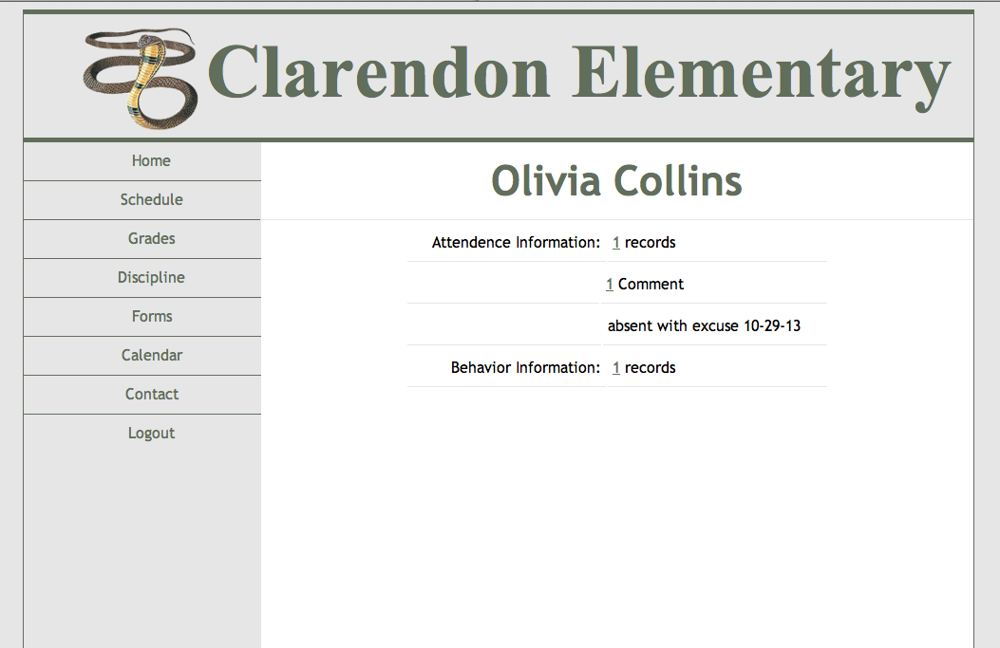 Clarendon Elementary
Home
Schedule
Grades
Discipline
Forms
Calendar
Contact
Logout
Olivia Collins
Attendence Information: 1 records
1 Comment
absent with excuse 10-29-13
Behavior Information: 1 records